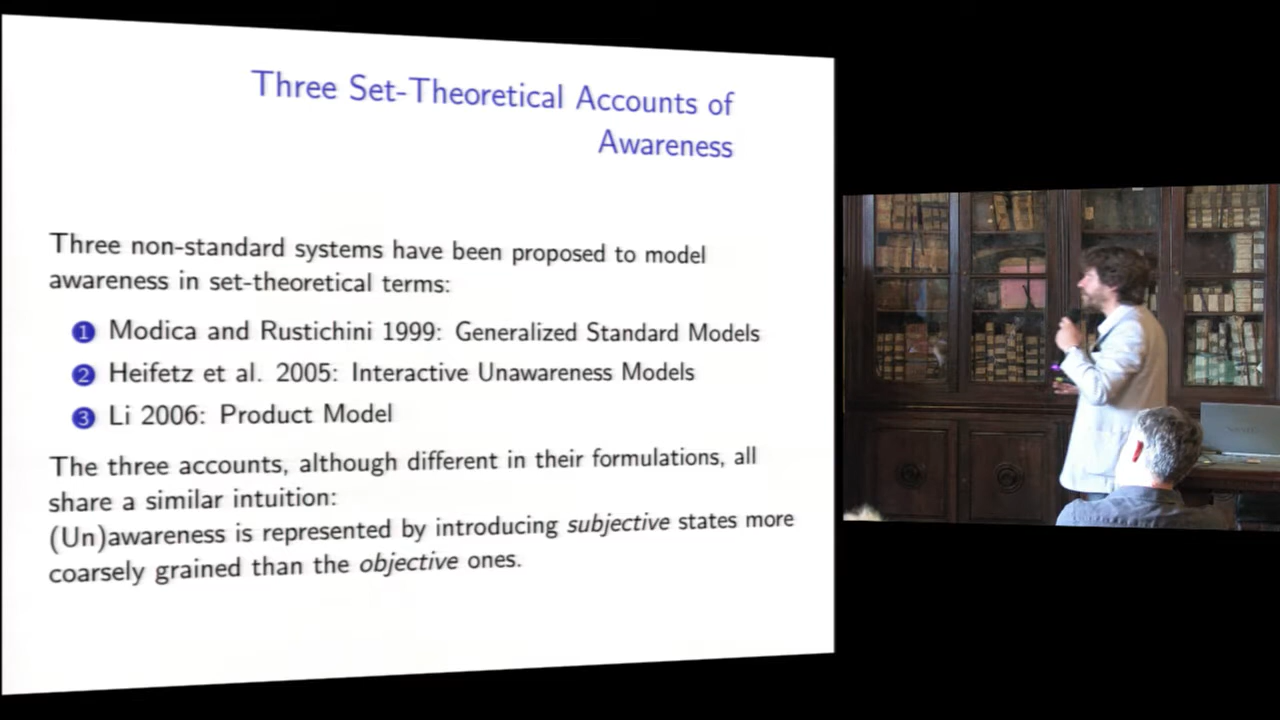 Three Set-Theoretical Accounts of
Awareness
Three non-standard systems have been proposed to model
awareness in set-theoretical terms:
1 Modica and Rustichini 1999: Generalized Standard Models
2 Heifetz et al. 2005: Interactive Unawareness Models
3 Li 2006: Product Model
The three accounts, although different in their formulations, all
share a similar intuition:
(Un)awareness is represented by introducing subjective states more
coarsely grained than the objective ones.